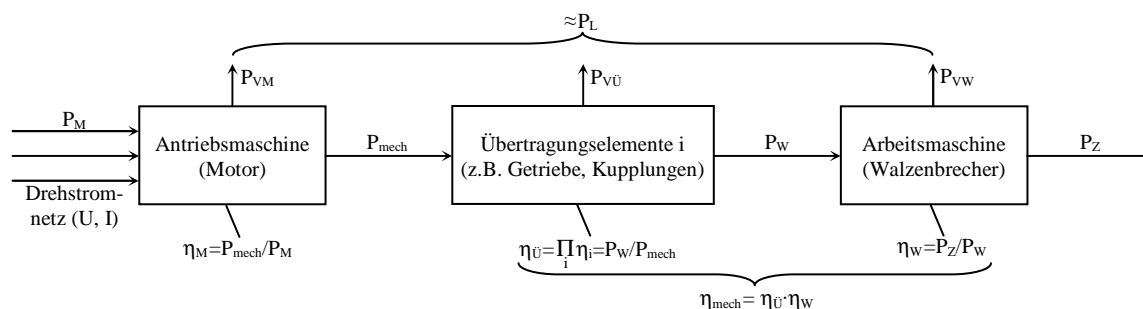 ≈P_L
P_VM
P_VÜ
P_VW
P_M
Antriebsmaschine
(Motor)
P_mech
Übertragungselemente i
(z.B. Getriebe, Kupplungen)
P_W
Arbeitsmaschine
(Walzenbrecher)
P_Z
Drehstrom-
netz (U, I)
η_M=P_mech/P_M
η_Ü=∏_i η_i=P_W/P_mech
η_W=P_Z/P_W
η_mech= η_Ü·η_W